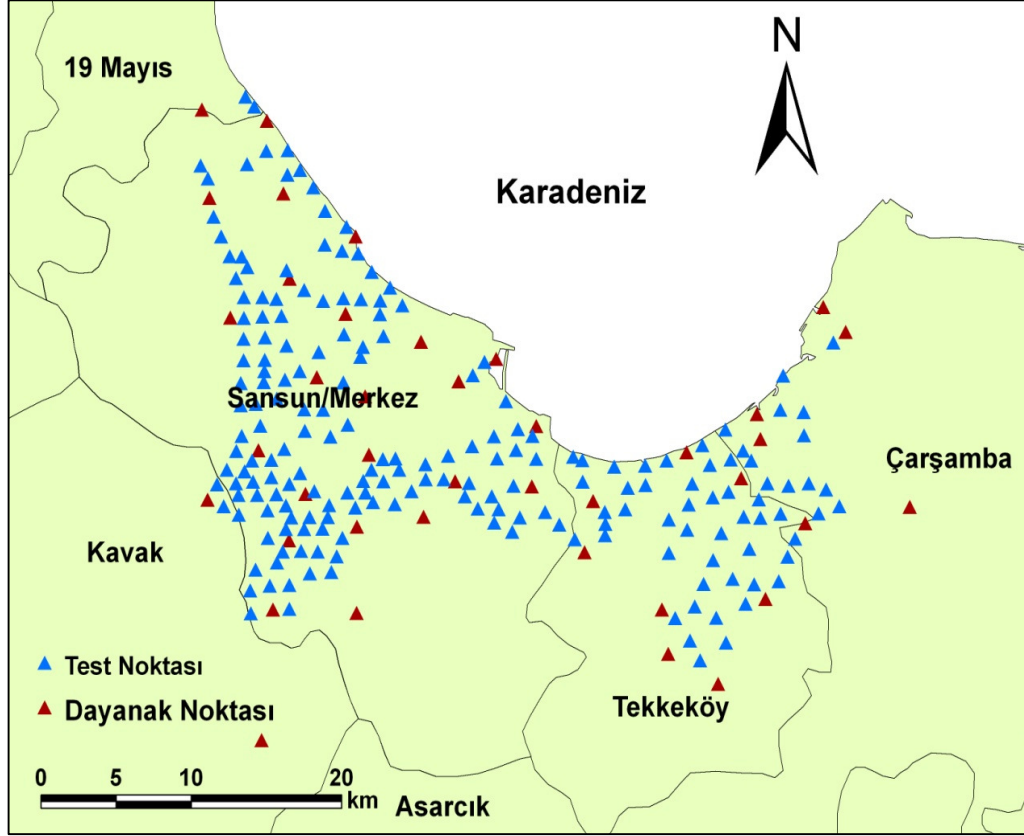 N
19 Mayıs
Karadeniz
Sansun/Merkez
Çarşamba
Kavak
Test Noktası
Dayanak Noktası
Tekkeköy
0 5 10 20
km
Asarcık